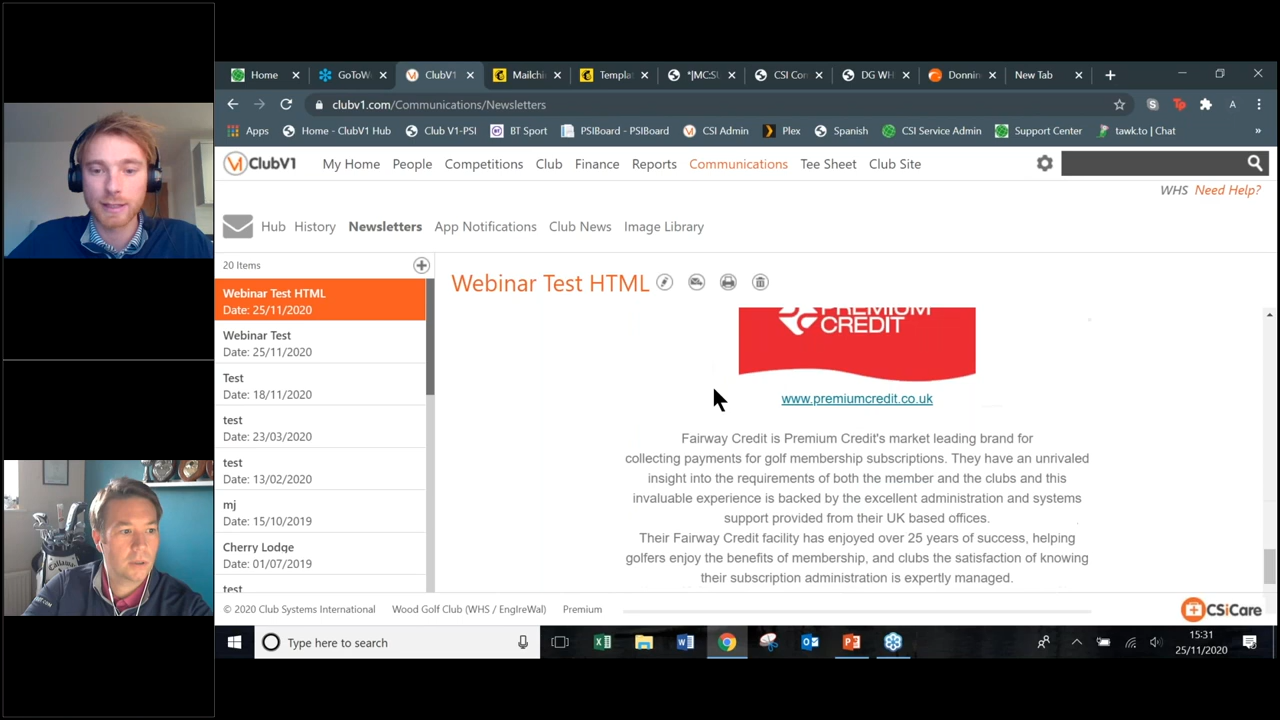 Home
GoToW
ClubV1
Mailchi
Templa
*|MC:SU
CSI Con
DG WH
Donnin
New Tab
clubv1.com/Communications/Newsletters
A
Apps
Home - ClubV1 Hub
Club V1-PSI
BT Sport
PSIBoard - PSIBoard
CSI Admin
Plex
Spanish
CSI Service Admin
Support Center
tawk.to | Chat
»
ClubV1
My Home People Competitions Club Finance Reports Communications Tee Sheet Club Site
WHS Need Help?
Hub History Newsletters App Notifications Club News Image Library
20 Items
Webinar Test HTML
Date: 25/11/2020
Webinar Test
Date: 25/11/2020
Test
Date: 18/11/2020
test
Date: 23/03/2020
test
Date: 13/02/2020
mj
Date: 15/10/2019
Cherry Lodge
Date: 01/07/2019
test
Webinar Test HTML
PREMIUM
CREDIT
www.premiumcredit.co.uk
Fairway Credit is Premium Credit's market leading brand for
collecting payments for golf membership subscriptions. They have an unrivaled
insight into the requirements of both the member and the clubs and this
invaluable experience is backed by the excellent administration and systems
support provided from their UK based offices.
Their Fairway Credit facility has enjoyed over 25 years of success, helping
golfers enjoy the benefits of membership, and clubs the satisfaction of knowing
their subscription administration is expertly managed.
© 2020 Club Systems International Wood Golf Club (WHS / EnglreWal) Premium
CSiCare
Type here to search
15:31
25/11/2020